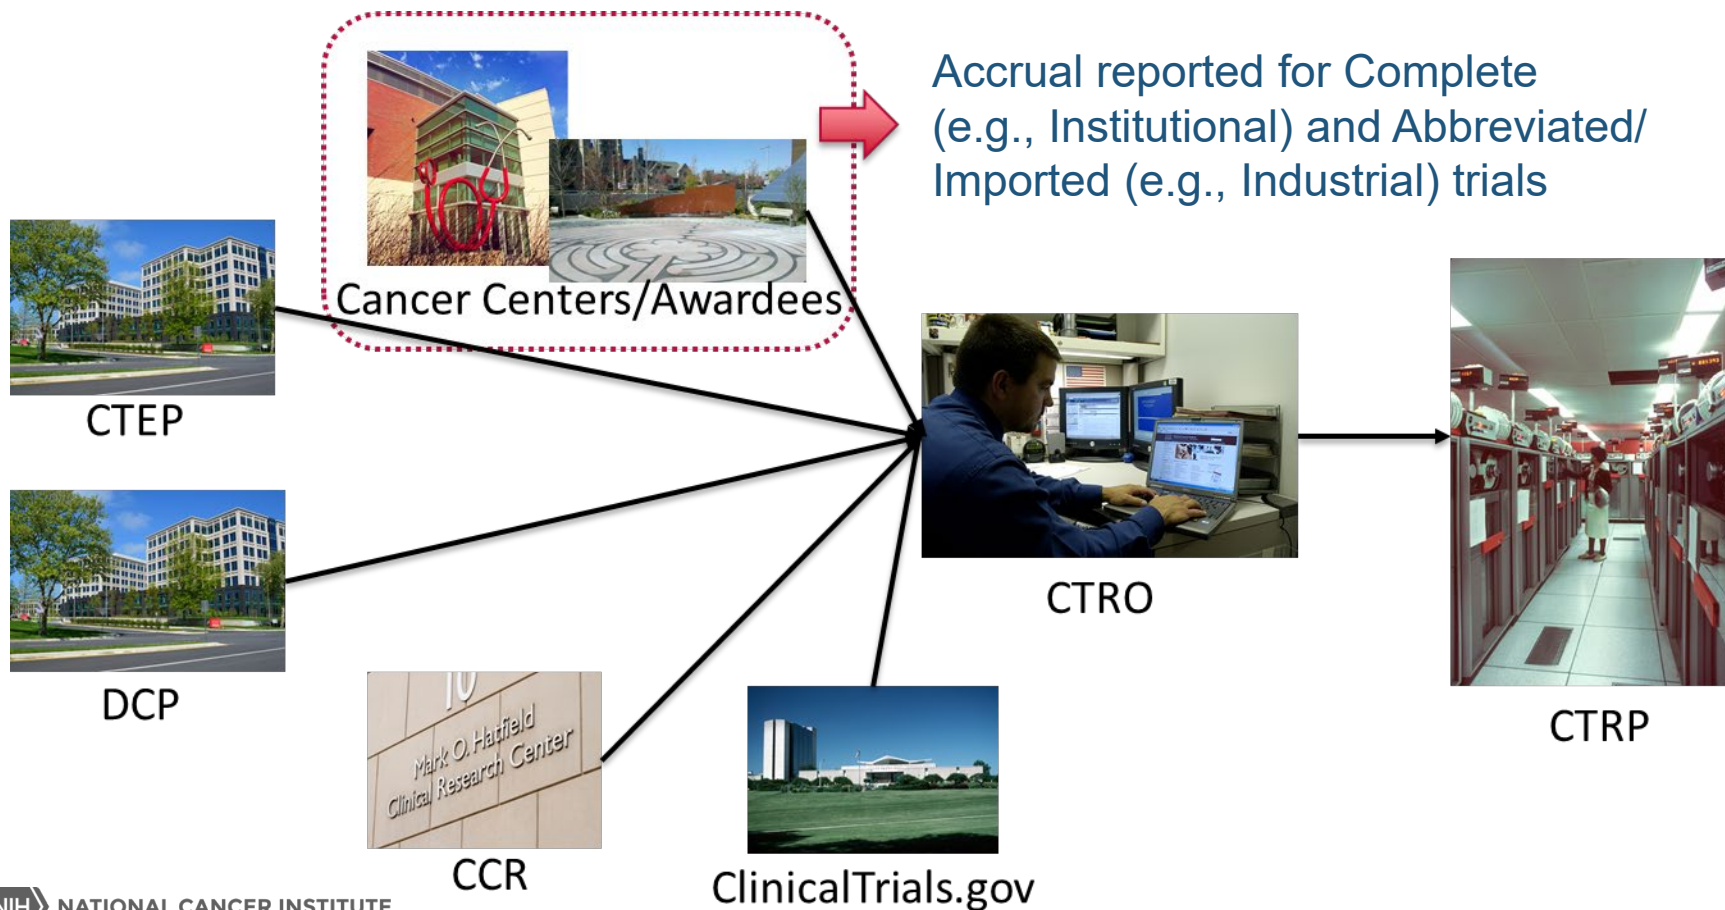 Accrual reported for Complete
(e.g., Institutional) and Abbreviated/
Imported (e.g., Industrial) trials
Cancer Centers/Awardees
CTEP
DCP
10
Mark O. Hatfield
Clinical Research Center
CCR
ClinicalTrials.gov
CTRO
CTRP
NIH NATIONAL CANCER INSTITUTE